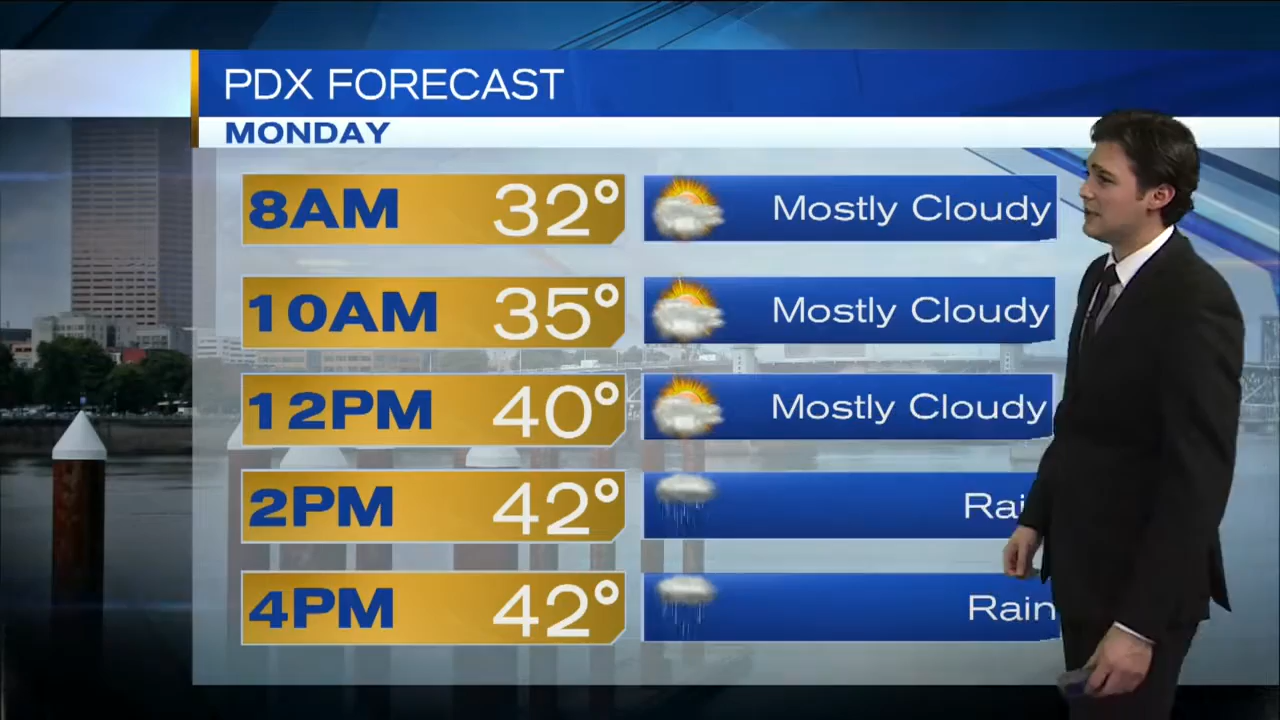 PDX FORECAST
MONDAY
8AM 32° Mostly Cloudy
10AM 35° Mostly Cloudy
12PM 40° Mostly Cloudy
2PM 42° Rai
4PM 42° Rain